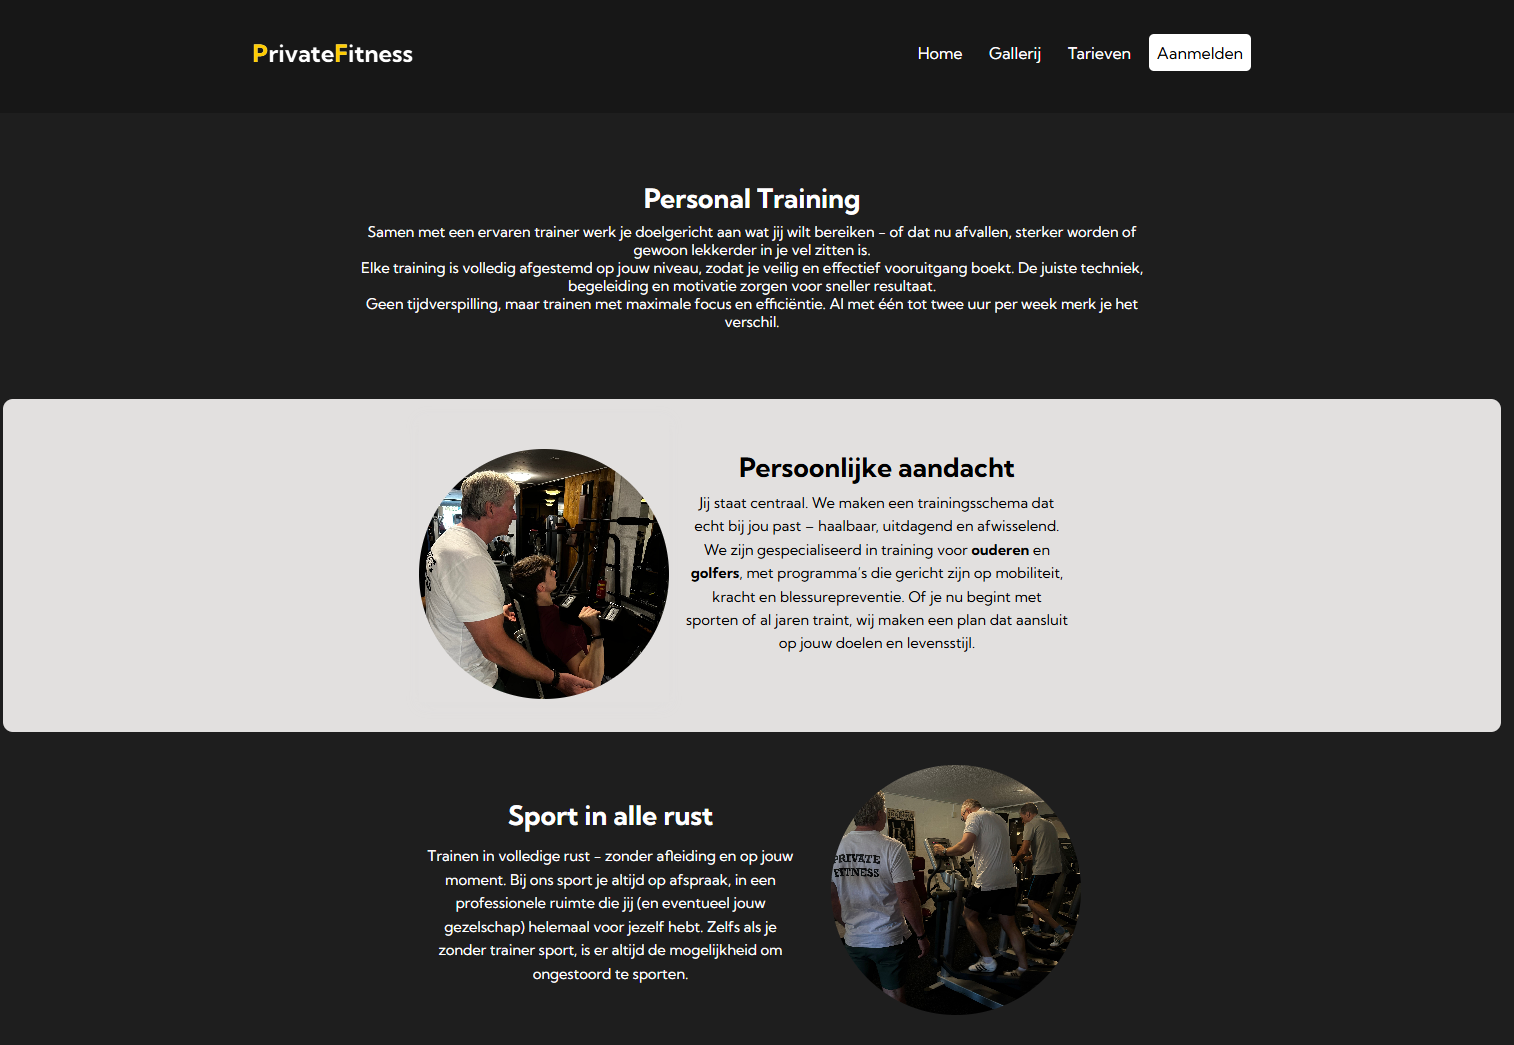 PrivateFitness
Home Gallerij Tarieven Aanmelden
Personal Training
Samen met een ervaren trainer werk je doelgericht aan wat jij wilt bereiken - of dat nu afvallen, sterker worden of
gewoon lekkerder in je vel zitten is.
Elke training is volledig afgestemd op jouw niveau, zodat je veilig en effectief vooruitgang boekt. De juiste techniek,
begeleiding en motivatie zorgen voor sneller resultaat.
Geen tijdverspilling, maar trainen met maximale focus en efficiëntie. Al met één tot twee uur per week merk je het
verschil.
Persoonlijke aandacht
Jij staat centraal. We maken een trainingsschema dat
echt bij jou past – haalbaar, uitdagend en afwisselend.
We zijn gespecialiseerd in training voor ouderen en
golfers, met programma's die gericht zijn op mobiliteit,
kracht en blessurepreventie. Of je nu begint met
sporten of al jaren traint, wij maken een plan dat aansluit
op jouw doelen en levensstijl.
Sport in alle rust
Trainen in volledige rust - zonder afleiding en op jouw
moment. Bij ons sport je altijd op afspraak, in een
professionele ruimte die jij (en eventueel jouw
gezelschap) helemaal voor jezelf hebt. Zelfs als je
zonder trainer sport, is er altijd de mogelijkheid om
ongestoord te sporten.
PRIVATE
FITNESS